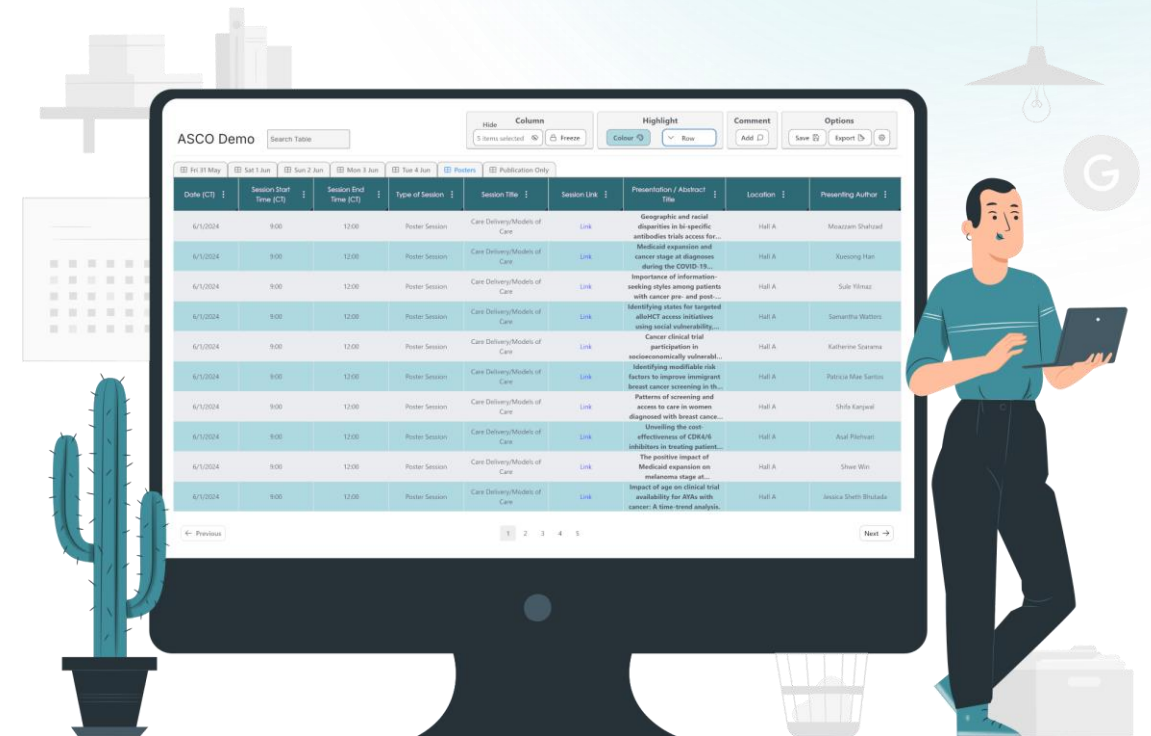 Hide Column Highlight Comment Options
ASCO Demo Search Table 5 items selected Freeze Colour Row Add Save Export
Fri 31 May Sat 1 Jun Sun 2 Jun Mon 3 Jun Tue 4 Jun Posters Publication Only
Date (CT) Session Start Time (CT) Session End Time (CT) Type of Session Session Title Session Link Presentation / Abstract Title Location Presenting Author
6/1/2024 9:00 12:00 Poster Session Care Delivery/Models of Care Link Geographic and racial disparities in bi-specific antibodies trials access for... Hall A Moazzam Shahzad
6/1/2024 9:00 12:00 Poster Session Care Delivery/Models of Care Link Medicaid expansion and cancer stage at diagnoses during the COVID-19... Hall A Xuesong Han
6/1/2024 9:00 12:00 Poster Session Care Delivery/Models of Care Link Importance of information-seeking styles among patients with cancer pre- and post-... Hall A Sule Yilmaz
6/1/2024 9:00 12:00 Poster Session Care Delivery/Models of Care Link Identifying states for targeted alloHCT access initiatives using social vulnerability,... Hall A Samantha Watters
6/1/2024 9:00 12:00 Poster Session Care Delivery/Models of Care Link Cancer clinical trial participation in socioeconomically vulnerabl... Hall A Katherine
6/1/2024 9:00 12:00 Poster Session Care Delivery/Models of Care Link Identifying modifiable risk factors to improve immigrant breast cancer screening in th... Hall A Patricia Mae Santos
6/1/2024 9:00 12:00 Poster Session Care Delivery/Models of Care Link Patterns of screening and access to care in women diagnosed with breast cance... Hall A Shifa Kanjwal
6/1/2024 9:00 12:00 Poster Session Care Delivery/Models of Care Link Unveiling the cost-effectiveness of CDK4/6 inhibitors in treating patient... Hall A Asal Pilehvari
6/1/2024 9:00 12:00 Poster Session Care Delivery/Models of Care Link The positive impact of Medicaid expansion on melanoma stage at... Hall A Shwe Win
6/1/2024 9:00 12:00 Poster Session Care Delivery/Models of Care Link Impact of age on clinical trial availability for AYAs with cancer: A time-trend analysis. Hall A Jessica Sheth Bhutada
← Previous 1 2 3 4 5 Next →
G